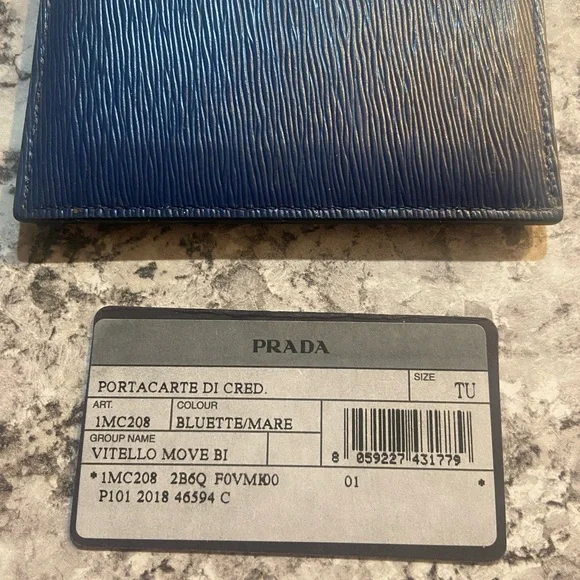 PRADA
PORTACARTE DI CRED.
SIZE
TU
ART.
1MC208
COLOUR
BLUETTE/MARE
GROUP NAME
VITELLO MOVE BI
8 059227 431779
*1MC208 2B6Q F0VMK00 01 *
P101 2018 46594 C